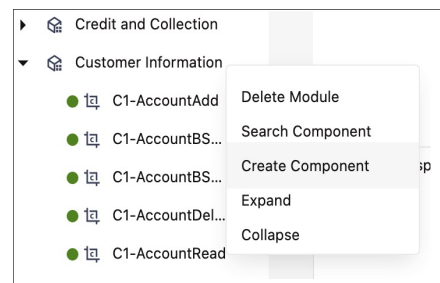 Credit and Collection
Customer Information
C1-AccountAdd
C1-AccountBS...
C1-AccountBS...
C1-AccountDel...
C1-AccountRead
Delete Module
Search Component
Create Component
sp
Expand
Collapse